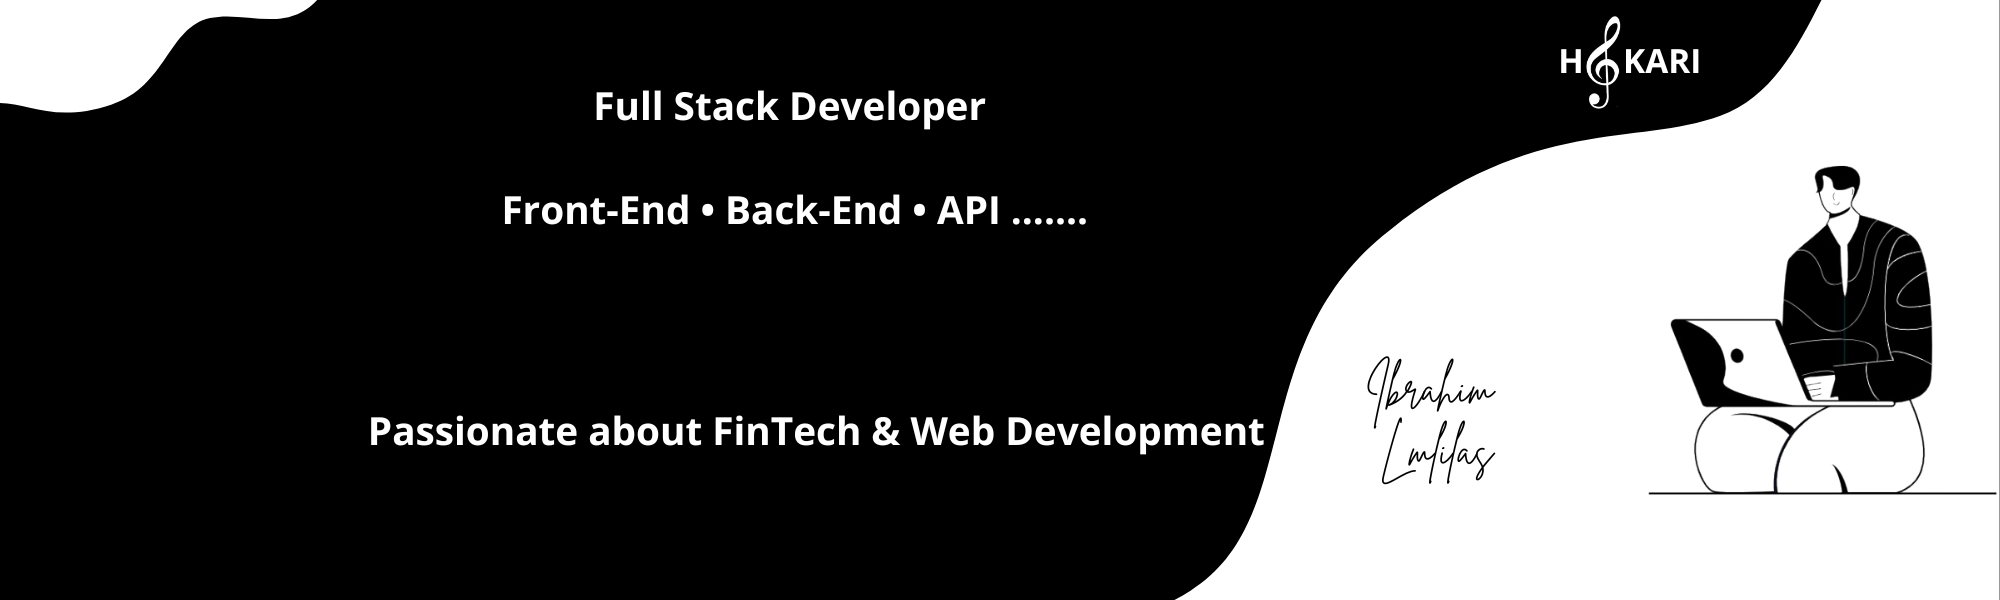 H KARI
Full Stack Developer
Front-End • Back-End • API .......
Passionate about FinTech & Web Development
Ibrahim
Lmlilas